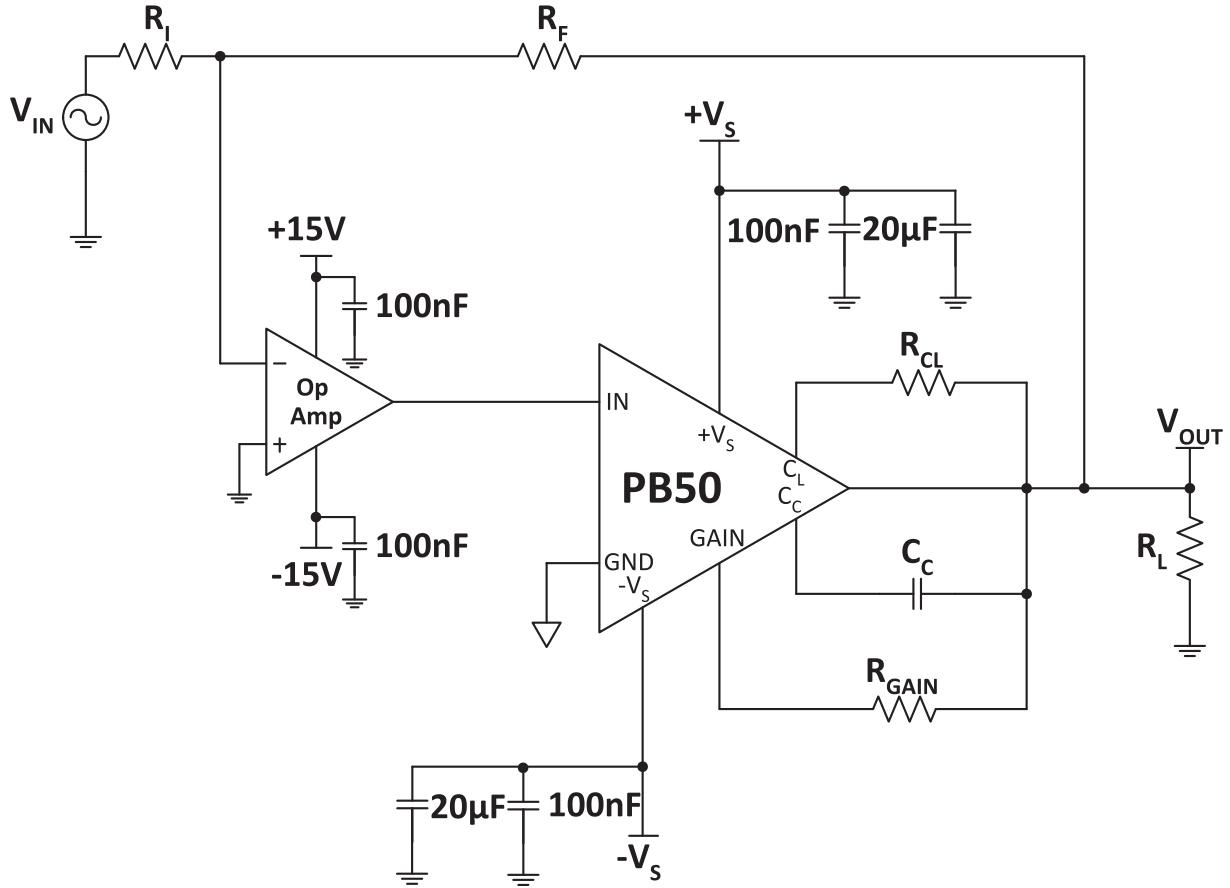 R_I
R_F
V_IN
+V_S
100nF
20µF
+15V
100nF
R_CL
Op
Amp
−
+
IN
+V_S
V_OUT
C_L
PB50
C_C
GAIN
100nF
-15V
GND
-V_S
C_C
R_L
R_GAIN
20µF
100nF
-V_S